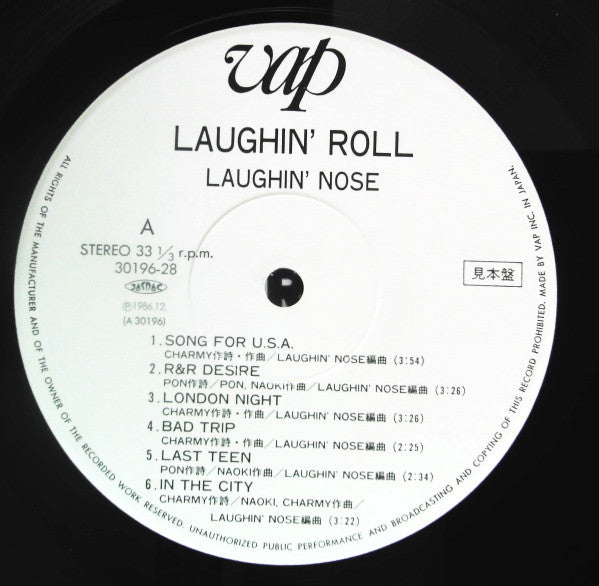 vap
LAUGHIN' ROLL
LAUGHIN' NOSE
A
STEREO 33 1/3 r.p.m.
30196-28
JASRAC
Ⓟ1986.12
(A 30196)
見本盤
1. SONG FOR U.S.A.
CHARMY作詩・作曲／LAUGHIN' NOSE編曲 (3:54)
2. R&R DESIRE
PON作詩／PON, NAOKI作曲／LAUGHIN' NOSE編曲 (3:26)
3. LONDON NIGHT
CHARMY作詩・作曲／LAUGHIN' NOSE編曲 (3:26)
4. BAD TRIP
CHARMY作詩・作曲／LAUGHIN' NOSE編曲 (2:25)
5. LAST TEEN
PON作詩／NAOKI作曲／LAUGHIN' NOSE編曲 (2:34)
6. IN THE CITY
CHARMY作詩／NAOKI, CHARMY作曲／
LAUGHIN' NOSE編曲 (3:22)
ALL RIGHTS OF THE MANUFACTURER AND OF THE OWNER OF THE RECORDED WORK RESERVED. UNAUTHORIZED PUBLIC PERFORMANCE AND BROADCASTING AND COPYING OF THIS RECORD PROHIBITED. MADE BY VAP INC. IN JAPAN.